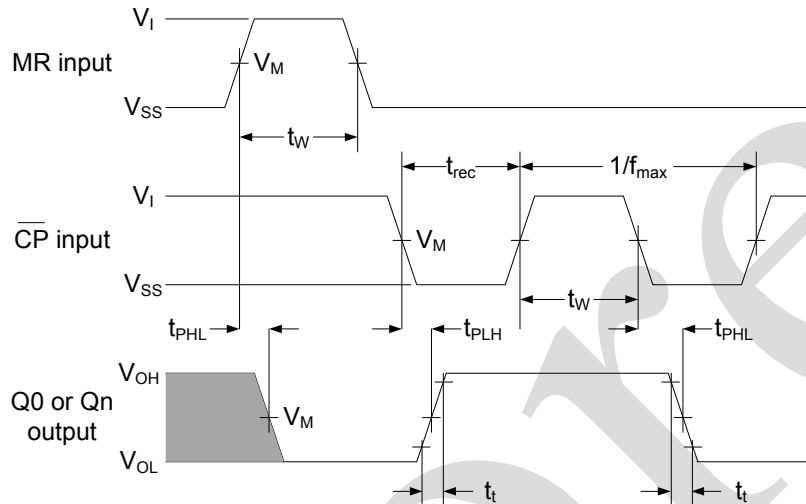 V_I
MR input
V_M
V_SS
t_W
t_rec
1/f_max
V_I
C̅P̅ input
V_M
V_SS
t_W
t_PHL
t_PLH
t_PHL
V_OH
Q0 or Qn
output
V_M
V_OL
t_t
t_t